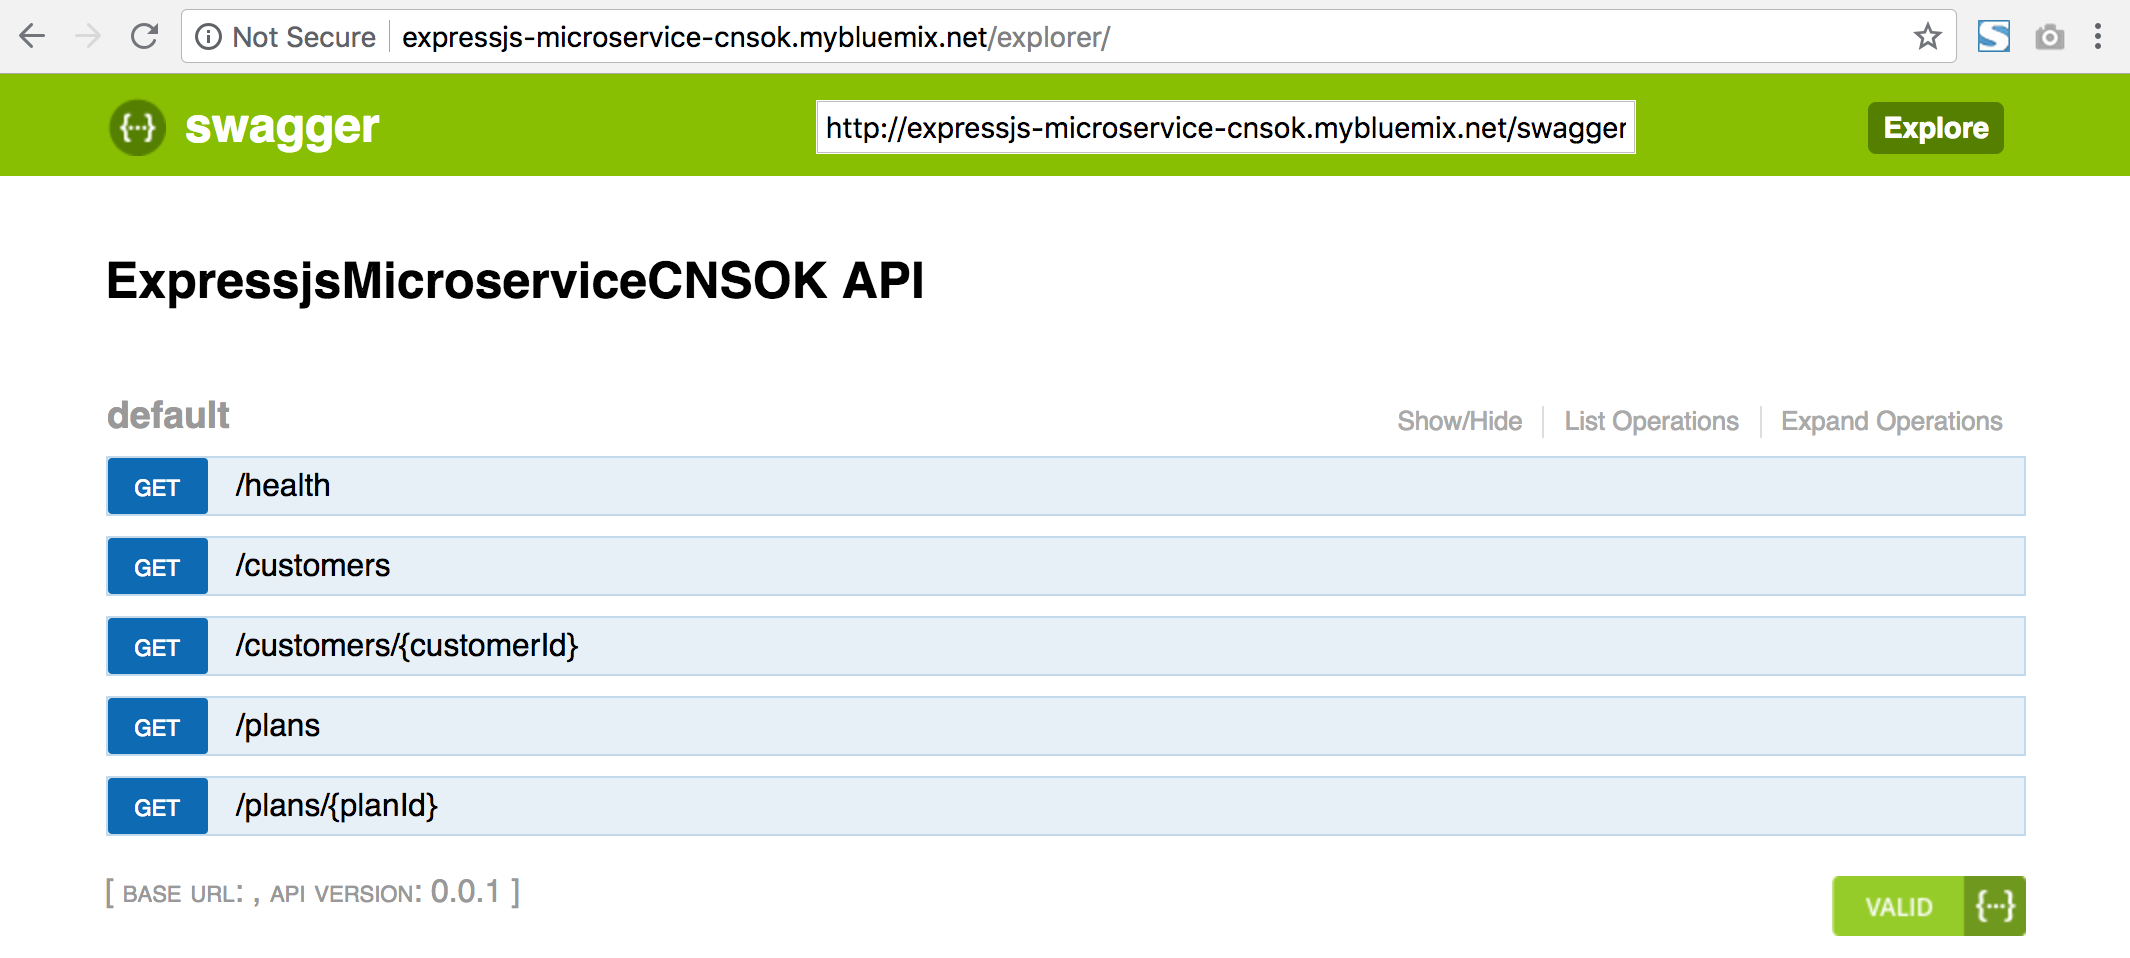 Not Secure expressjs-microservice-cnsok.mybluemix.net/explorer/
{···} swagger http://expressjs-microservice-cnsok.mybluemix.net/swagger Explore
ExpressjsMicroserviceCNSOK API
default Show/Hide List Operations Expand Operations
GET /health
GET /customers
GET /customers/{customerId}
GET /plans
GET /plans/{planId}
[ BASE URL: , API VERSION: 0.0.1 ]
VALID {···}